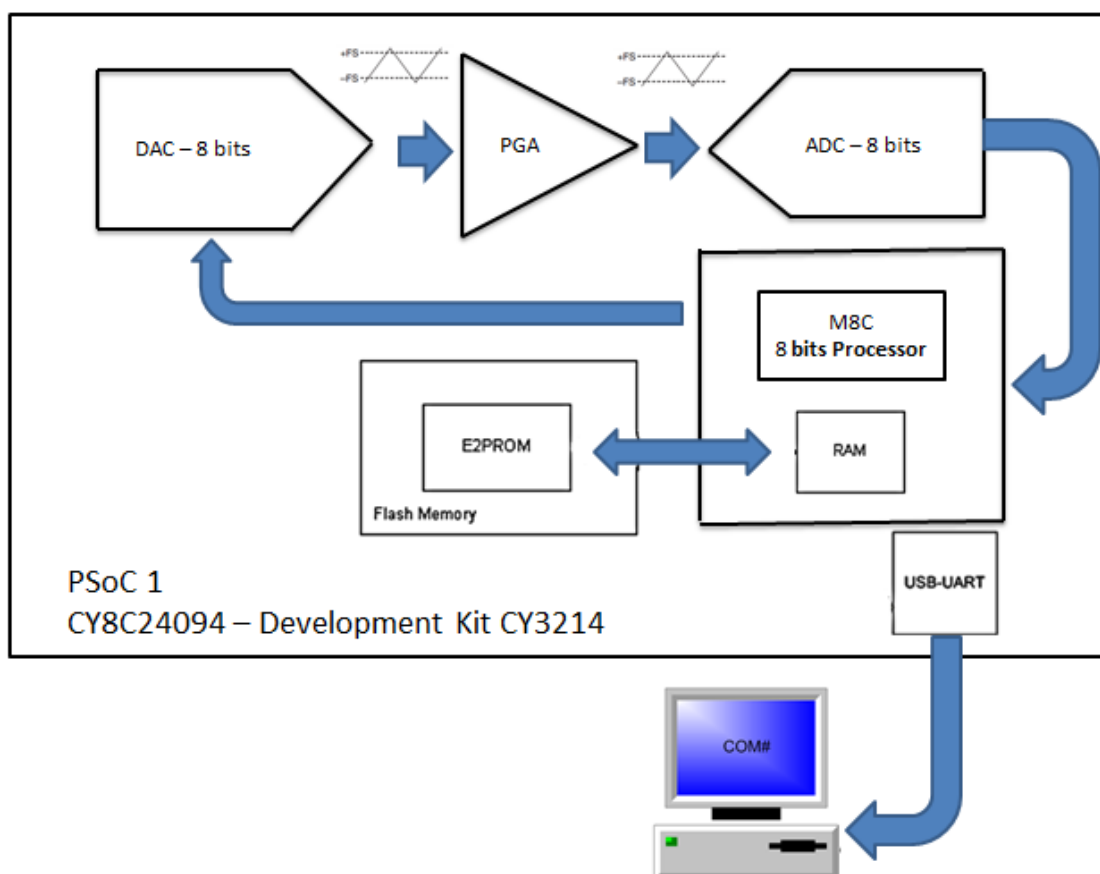 +FS
−FS
+FS
−FS
DAC – 8 bits
PGA
ADC – 8 bits
M8C
8 bits Processor
E2PROM
RAM
Flash Memory
USB-UART
PSoC 1
CY8C24094 – Development Kit CY3214
COM#